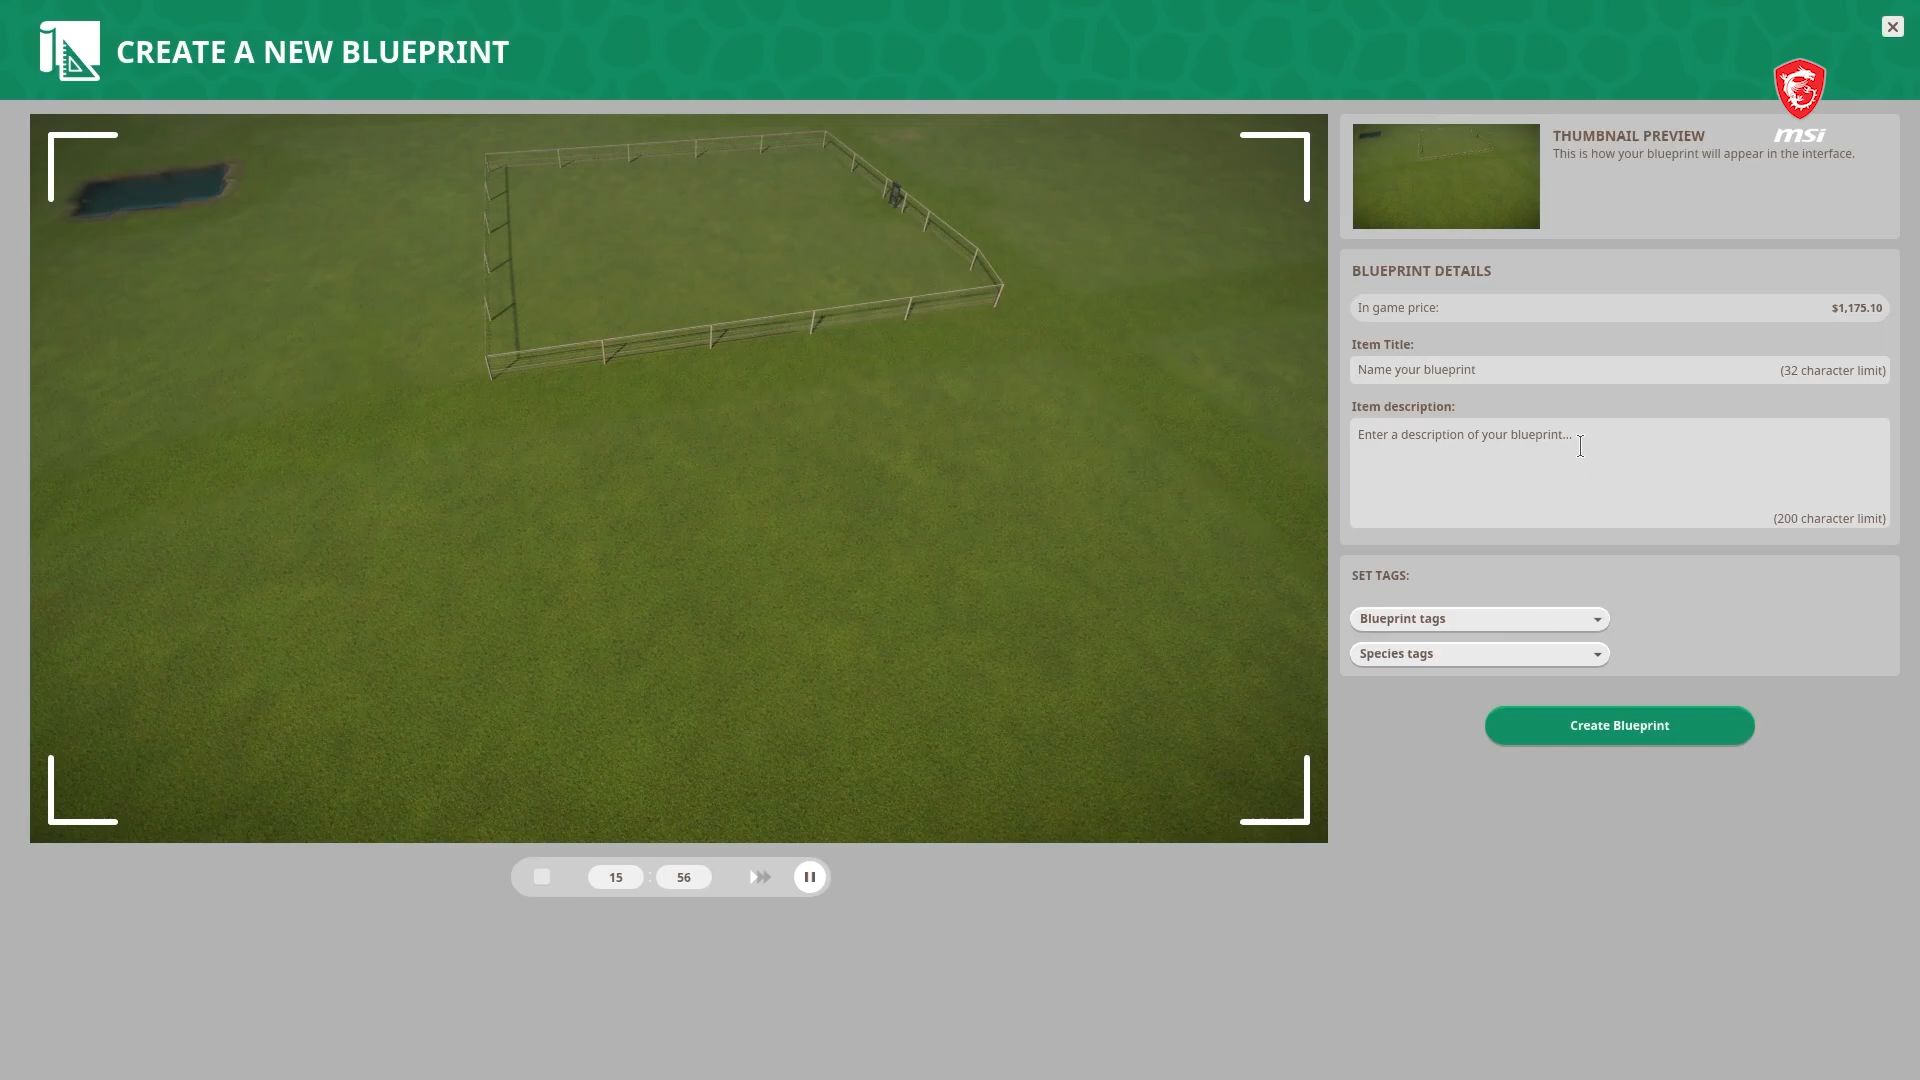 CREATE A NEW BLUEPRINT
msi
THUMBNAIL PREVIEW
This is how your blueprint will appear in the interface.
BLUEPRINT DETAILS
In game price: $1,175.10
Item Title:
Name your blueprint (32 character limit)
Item description:
Enter a description of your blueprint...
(200 character limit)
SET TAGS:
Blueprint tags
Species tags
Create Blueprint
15 : 56